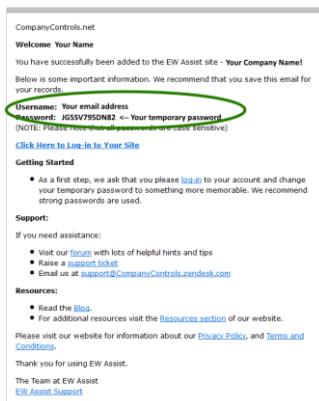 CompanyControls.net
Welcome Your Name
You have successfully been added to the EW Assist site - Your Company Name!
Below is some important information. We recommend that you save this email for
your records.
Username: Your email address
Password: JG5SV795DN82 <-- Your temporary password
(NOTE: Please note that all passwords are case sensitive)
Click Here to Log-in to Your Site
Getting Started
● As a first step, we ask that you please log-in to your account and change
your temporary password to something more memorable. We recommend
strong passwords are used.
Support:
If you need assistance:
● Visit our forum with lots of helpful hints and tips
● Raise a support ticket
● Email us at support@CompanyControls.zendesk.com
Resources:
● Read the Blog.
● For additional resources visit the Resources section of our website.
Please visit our website for information about our Privacy Policy, and Terms and
Conditions.
Thank you for using EW Assist.
The Team at EW Assist
EW Assist Support